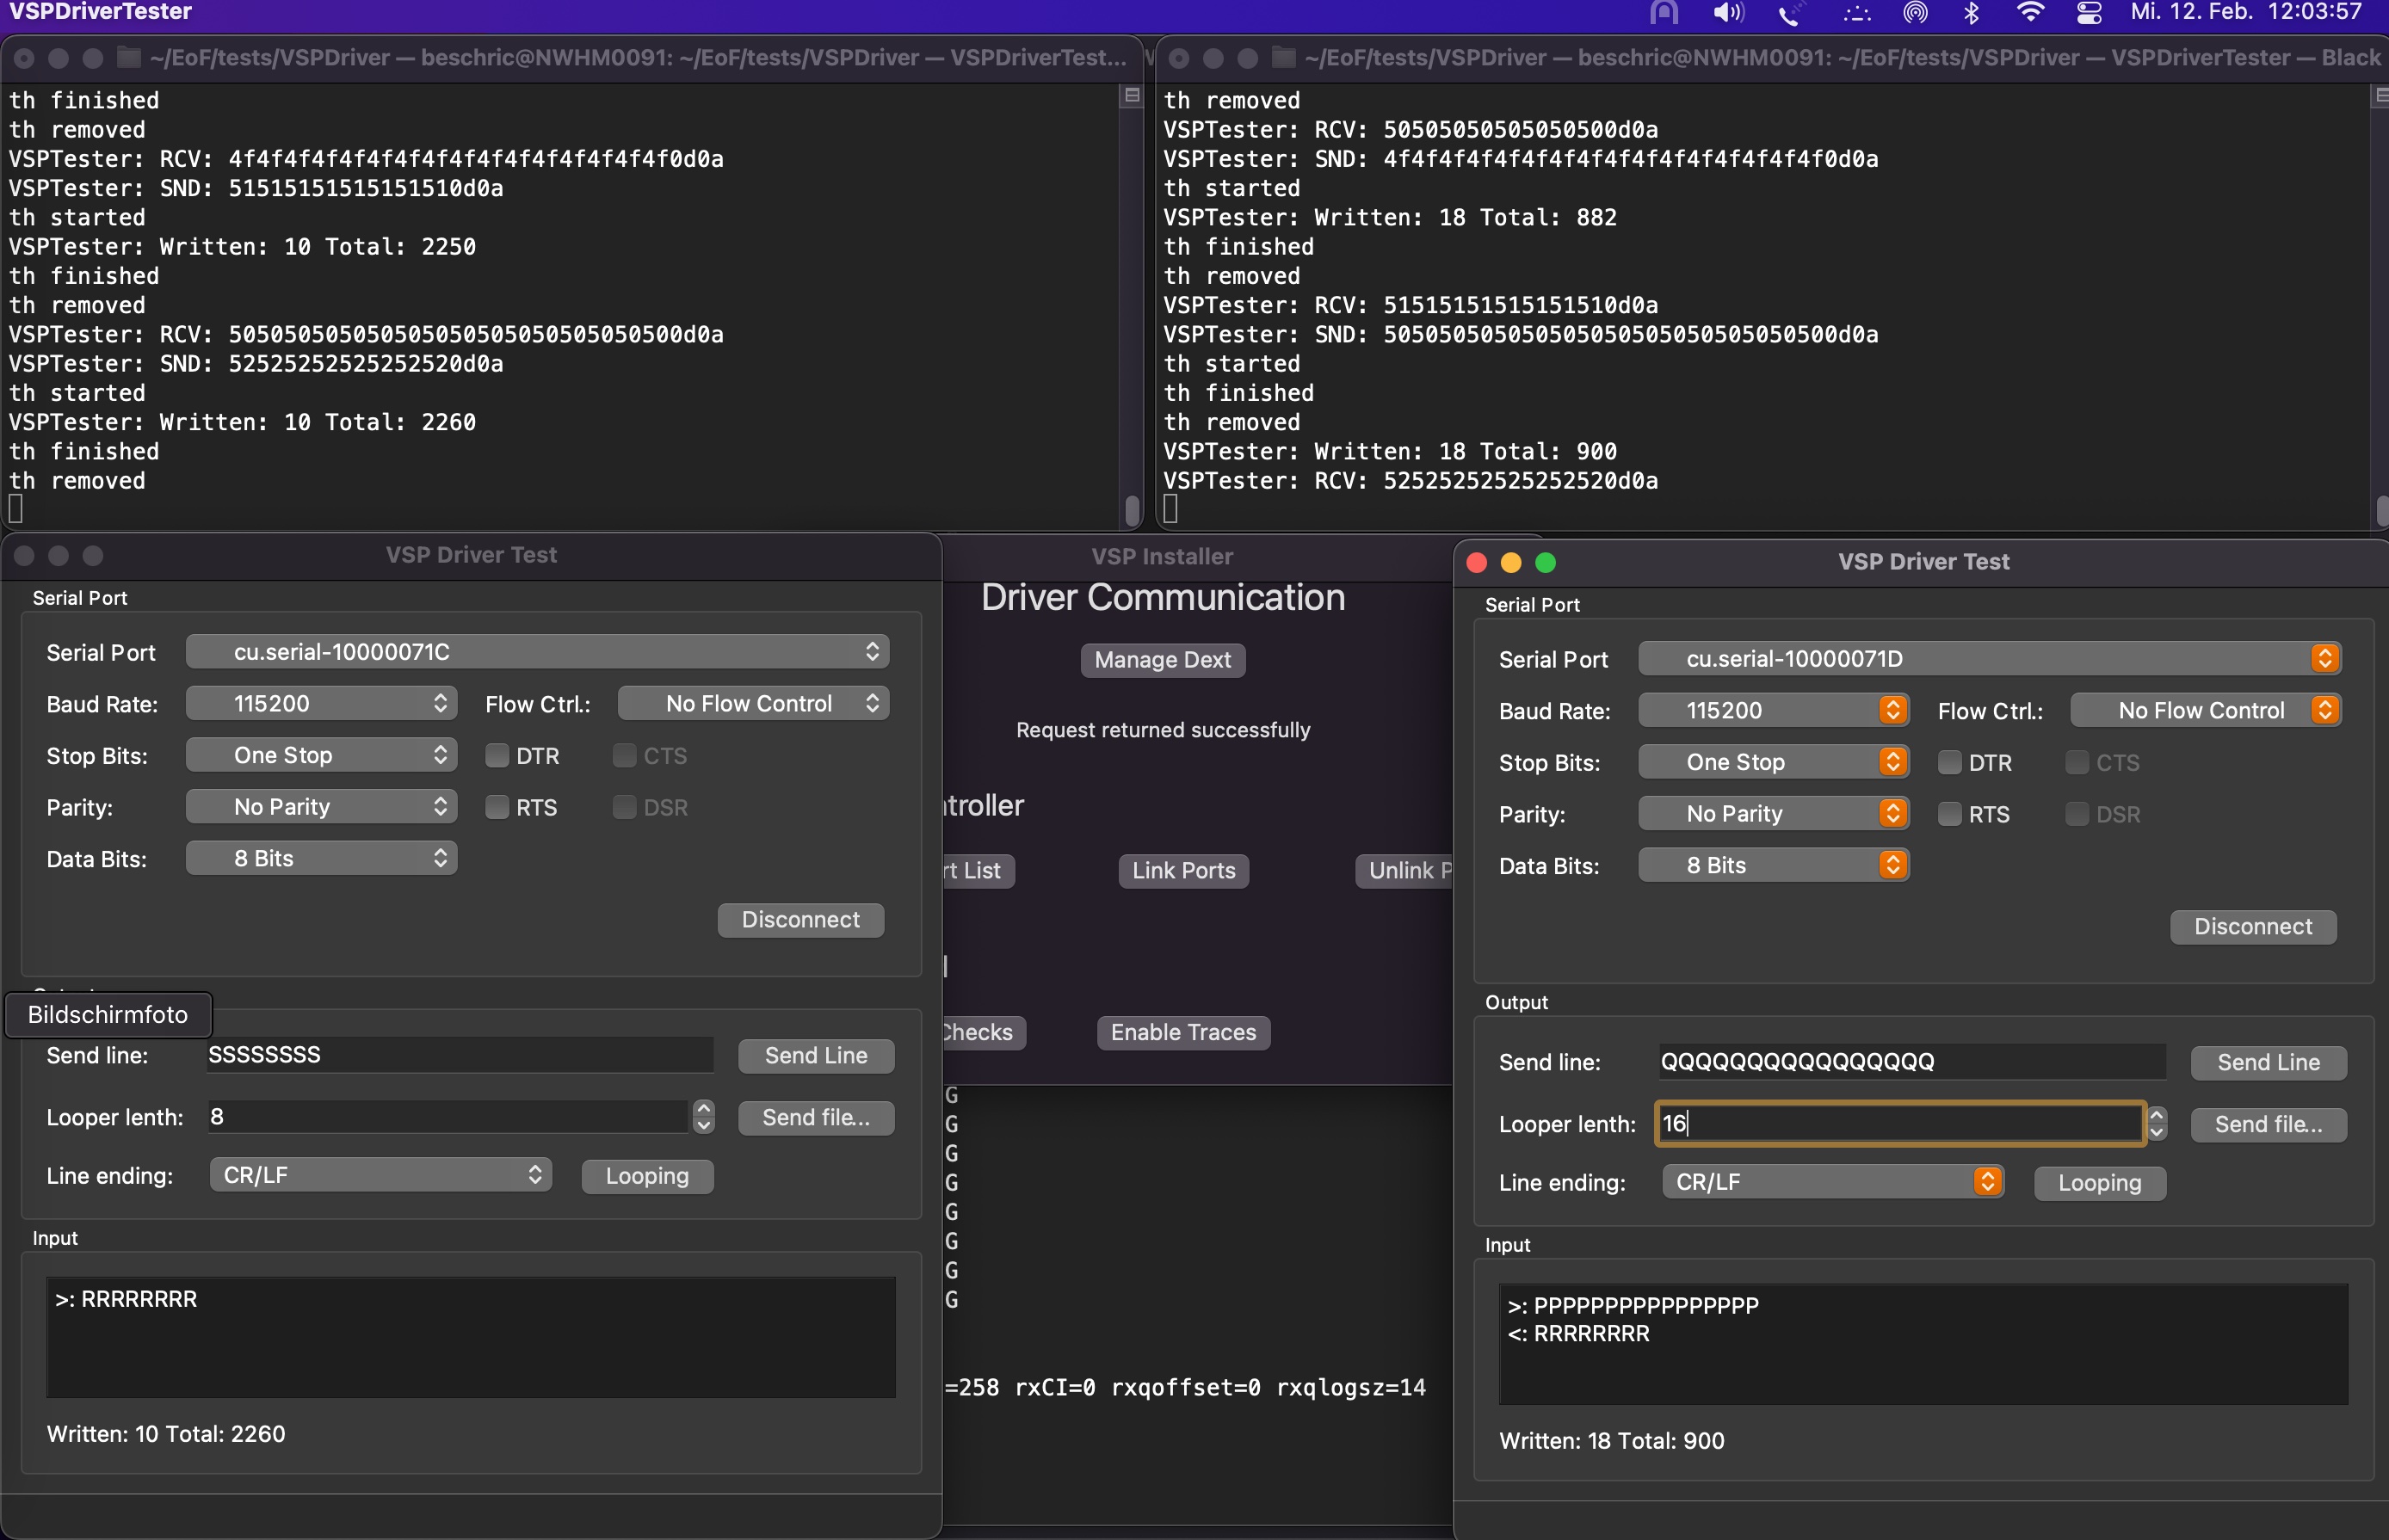 VSPDriverTester
Mi. 12. Feb. 12:03:57
~/EoF/tests/VSPDriver — beschric@NWHM0091: ~/EoF/tests/VSPDriver — VSPDriverTest...
th finished
th removed
VSPTester: RCV: 4f4f4f4f4f4f4f4f4f4f4f4f4f4f4f4f0d0a
VSPTester: SND: 51515151515151510d0a
th started
VSPTester: Written: 10 Total: 2250
th finished
th removed
VSPTester: RCV: 505050505050505050505050505050500d0a
VSPTester: SND: 52525252525252520d0a
th started
VSPTester: Written: 10 Total: 2260
th finished
th removed
~/EoF/tests/VSPDriver — beschric@NWHM0091: ~/EoF/tests/VSPDriver — VSPDriverTester — Black
th removed
VSPTester: RCV: 50505050505050500d0a
VSPTester: SND: 4f4f4f4f4f4f4f4f4f4f4f4f4f4f4f4f0d0a
th started
VSPTester: Written: 18 Total: 882
th finished
th removed
VSPTester: RCV: 51515151515151510d0a
VSPTester: SND: 505050505050505050505050505050500d0a
th started
th finished
th removed
VSPTester: Written: 18 Total: 900
VSPTester: RCV: 52525252525252520d0a
VSP Driver Test
Serial Port
Serial Port cu.serial-10000071C
Baud Rate: 115200 Flow Ctrl.: No Flow Control
Stop Bits: One Stop DTR CTS
Parity: No Parity RTS DSR
Data Bits: 8 Bits
Disconnect
Bildschirmfoto
Send line: SSSSSSSS Send Line
Looper lenth: 8 Send file...
Line ending: CR/LF Looping
Input
>: RRRRRRRR
Written: 10 Total: 2260
VSP Installer
Driver Communication
Manage Dext
Request returned successfully
troller
rt List Link Ports Unlink P
Checks Enable Traces
G
G
G
G
G
G
G
G
=258 rxCI=0 rxqoffset=0 rxqlogsz=14
VSP Driver Test
Serial Port
Serial Port cu.serial-10000071D
Baud Rate: 115200 Flow Ctrl.: No Flow Control
Stop Bits: One Stop DTR CTS
Parity: No Parity RTS DSR
Data Bits: 8 Bits
Disconnect
Output
Send line: QQQQQQQQQQQQQQQQ Send Line
Looper lenth: 16 Send file...
Line ending: CR/LF Looping
Input
>: PPPPPPPPPPPPPPPP
<: RRRRRRRR
Written: 18 Total: 900